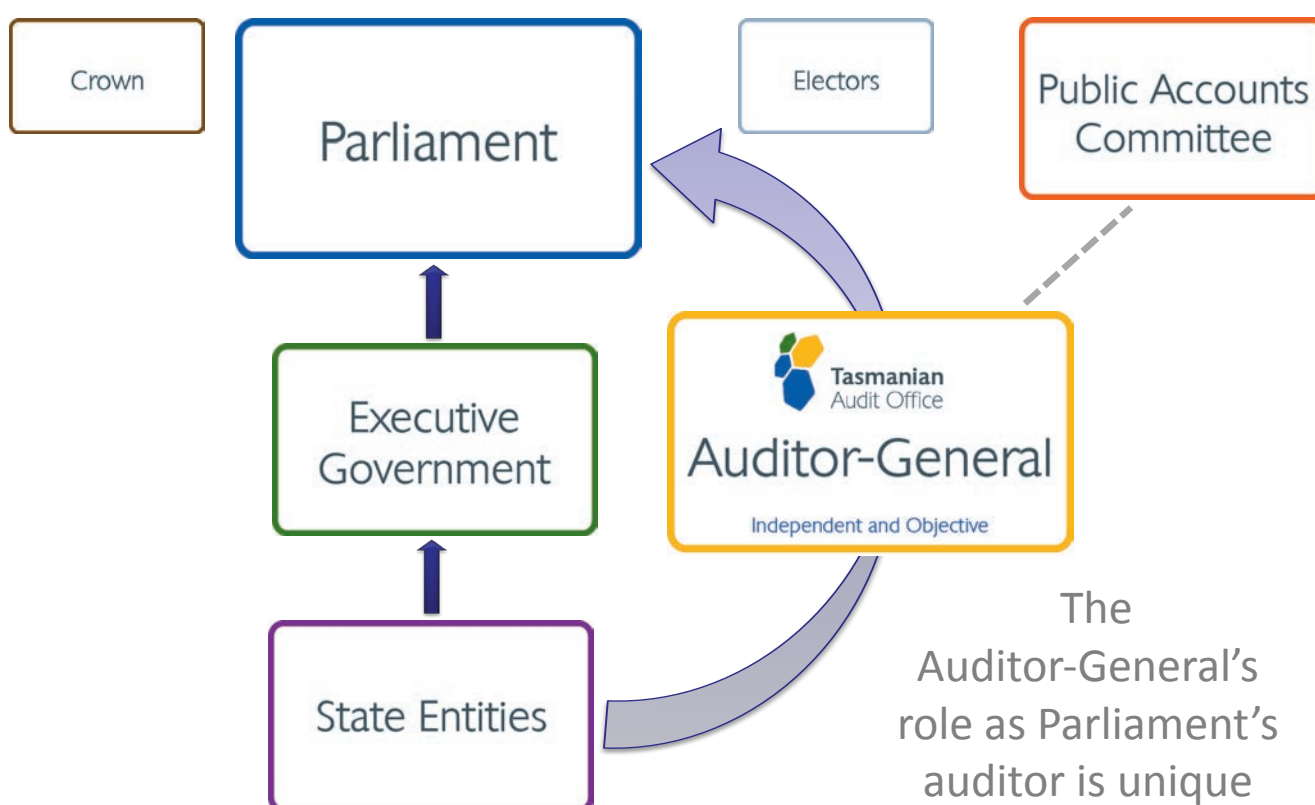 Crown
Parliament
Electors
Public Accounts
Committee
Executive
Government
Tasmanian
Audit Office
Auditor-General
Independent and Objective
State Entities
The
Auditor-General’s
role as Parliament’s
auditor is unique